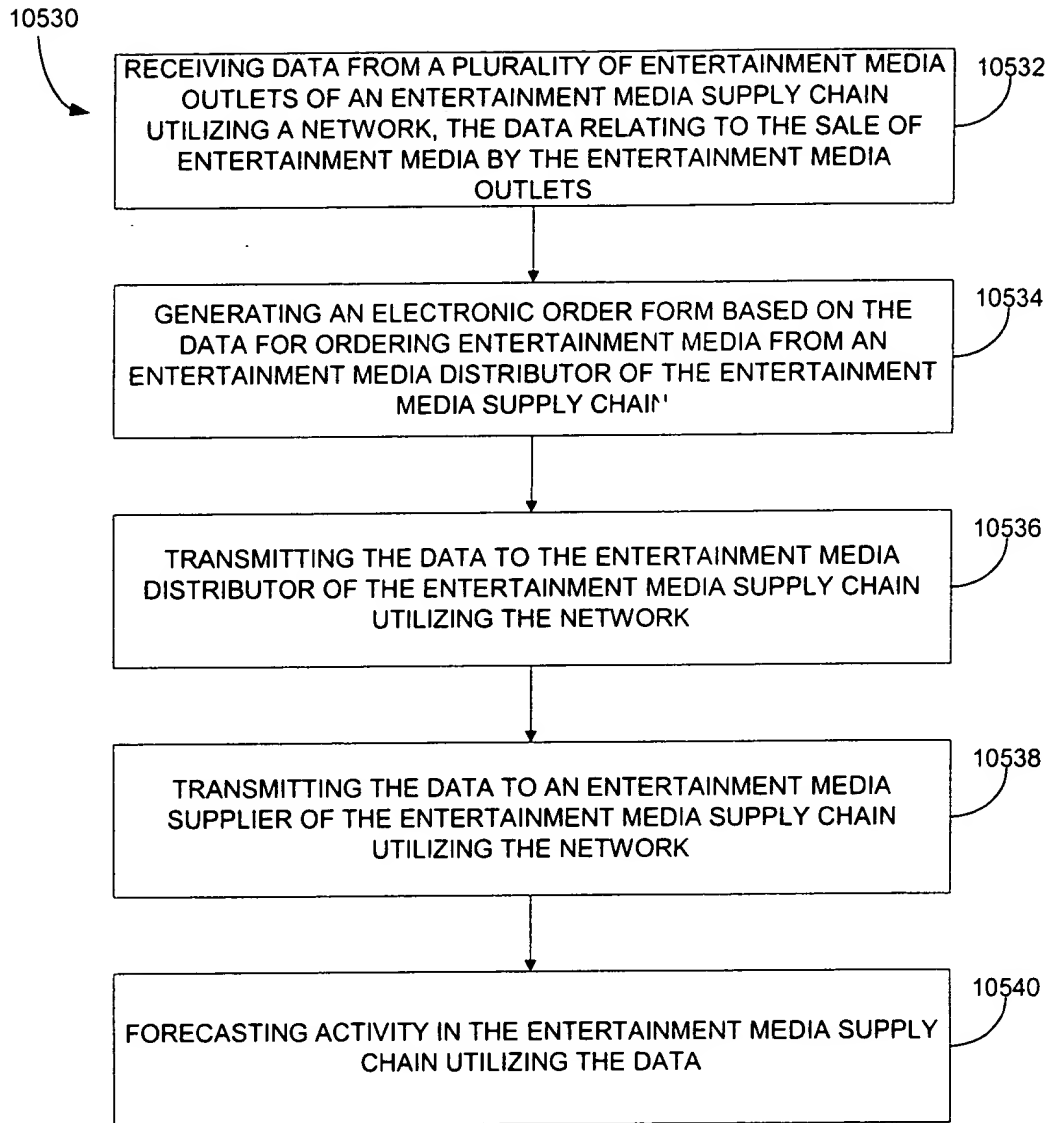 10530
RECEIVING DATA FROM A PLURALITY OF ENTERTAINMENT MEDIA
OUTLETS OF AN ENTERTAINMENT MEDIA SUPPLY CHAIN
UTILIZING A NETWORK, THE DATA RELATING TO THE SALE OF
ENTERTAINMENT MEDIA BY THE ENTERTAINMENT MEDIA
OUTLETS
10532
GENERATING AN ELECTRONIC ORDER FORM BASED ON THE
DATA FOR ORDERING ENTERTAINMENT MEDIA FROM AN
ENTERTAINMENT MEDIA DISTRIBUTOR OF THE ENTERTAINMENT
MEDIA SUPPLY CHAIN
10534
TRANSMITTING THE DATA TO THE ENTERTAINMENT MEDIA
DISTRIBUTOR OF THE ENTERTAINMENT MEDIA SUPPLY CHAIN
UTILIZING THE NETWORK
10536
TRANSMITTING THE DATA TO AN ENTERTAINMENT MEDIA
SUPPLIER OF THE ENTERTAINMENT MEDIA SUPPLY CHAIN
UTILIZING THE NETWORK
10538
FORECASTING ACTIVITY IN THE ENTERTAINMENT MEDIA SUPPLY
CHAIN UTILIZING THE DATA
10540